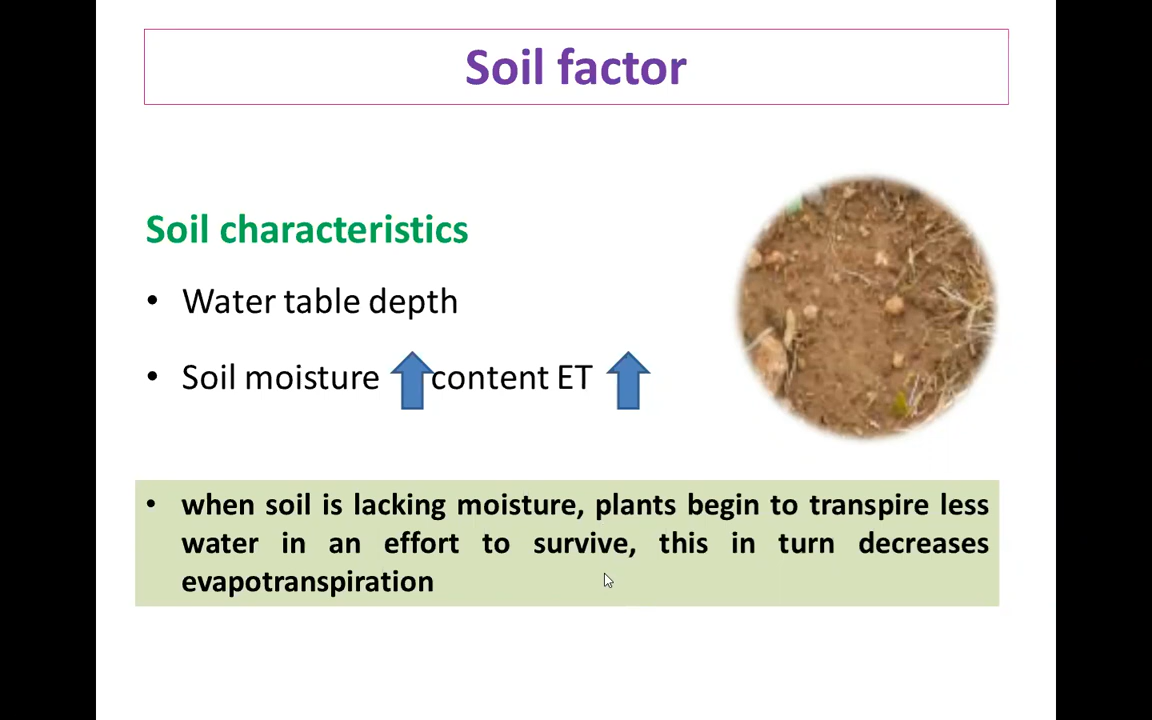 Soil factor
Soil characteristics
• Water table depth
• Soil moisture content ET
• when soil is lacking moisture, plants begin to transpire less
water in an effort to survive, this in turn decreases
evapotranspiration